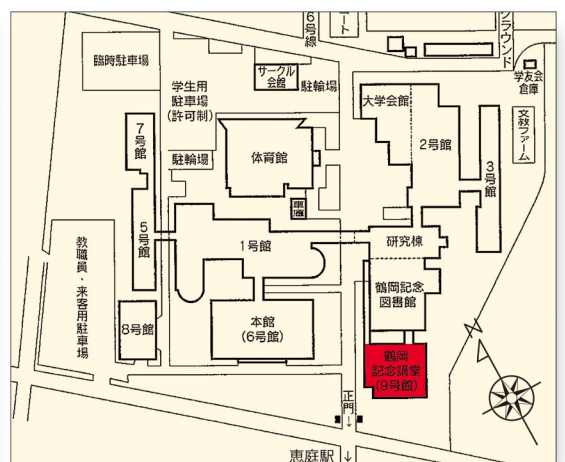 6号線
コート
グラウンド
臨時駐車場
サークル
会館
駐輪場
学生用
駐車場
(許可制)
大学会館
学友会
倉庫
文教ファーム
7号館
駐輪場
体育館
2号館
3号館
5号館
1号館
研究棟
教職員・来客用駐車場
鶴岡記念
図書館
8号館
本館
(6号館)
鶴岡
記念講堂
(9号館)
N
正門
↓
恵庭駅
↓